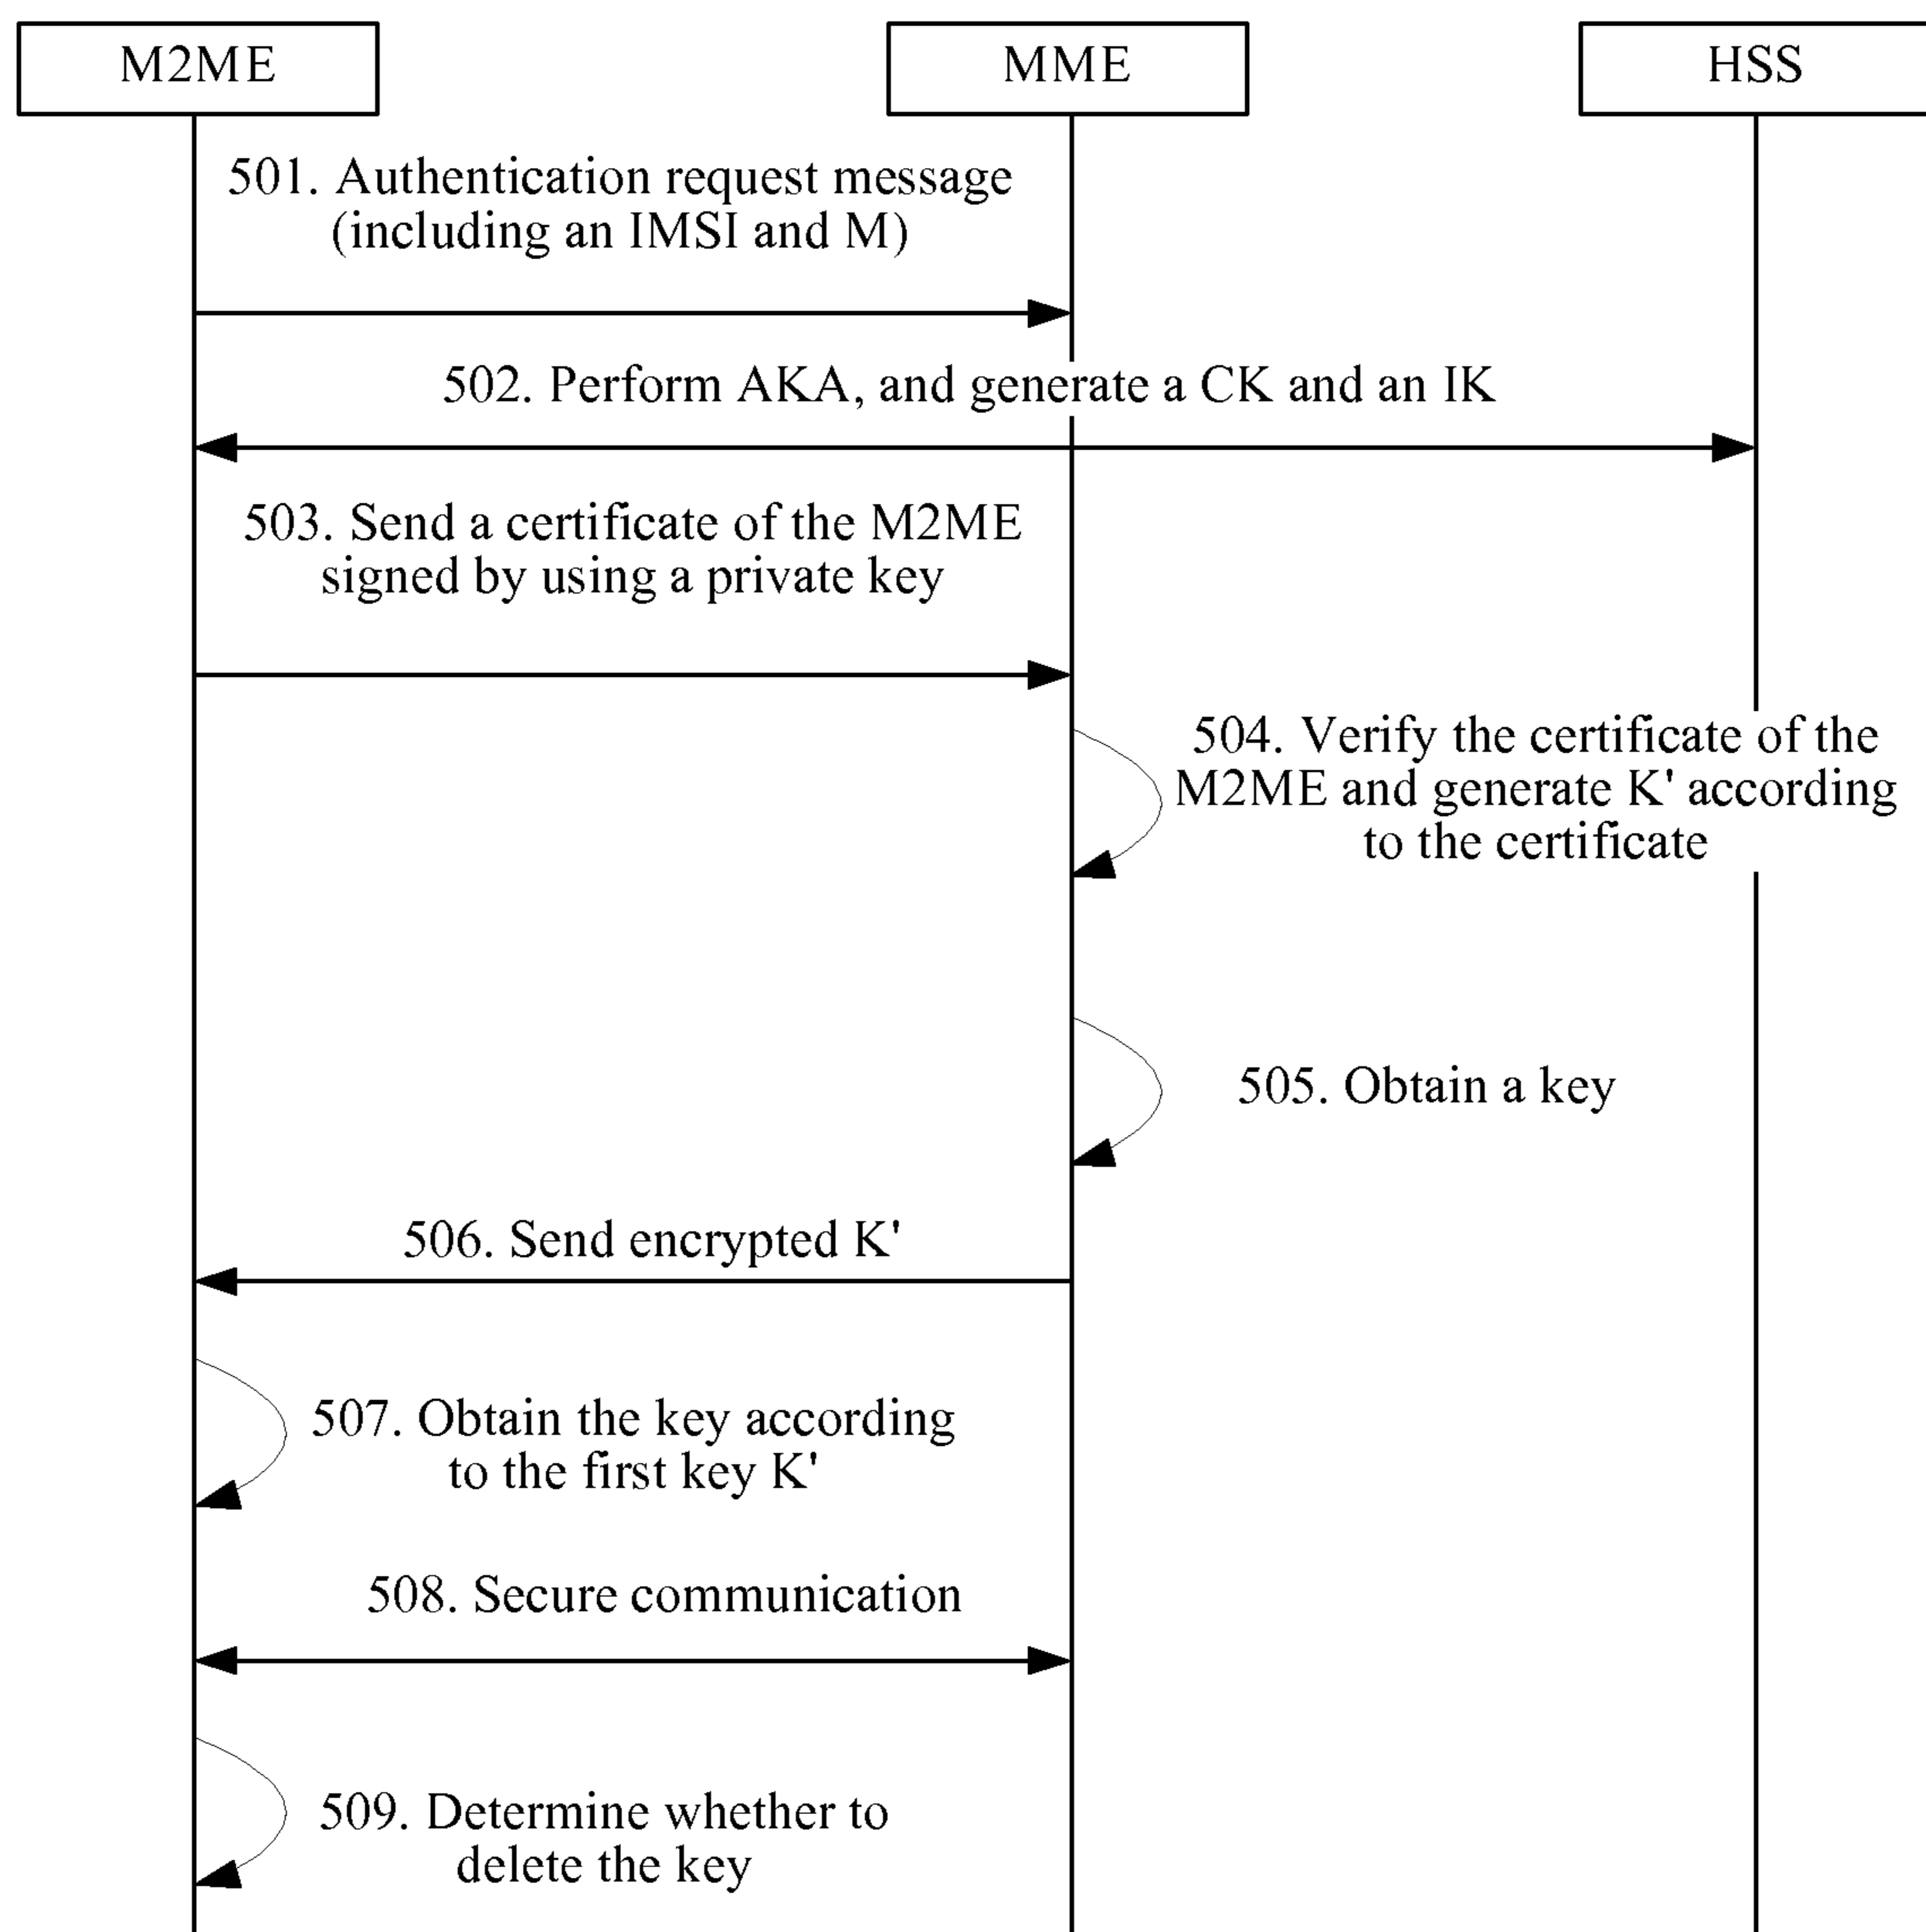 M2ME
MME
HSS
501. Authentication request message
(including an IMSI and M)
502. Perform AKA, and generate a CK and an IK
503. Send a certificate of the M2ME
signed by using a private key
504. Verify the certificate of the
M2ME and generate K' according
to the certificate
505. Obtain a key
506. Send encrypted K'
507. Obtain the key according
to the first key K'
508. Secure communication
509. Determine whether to
delete the key